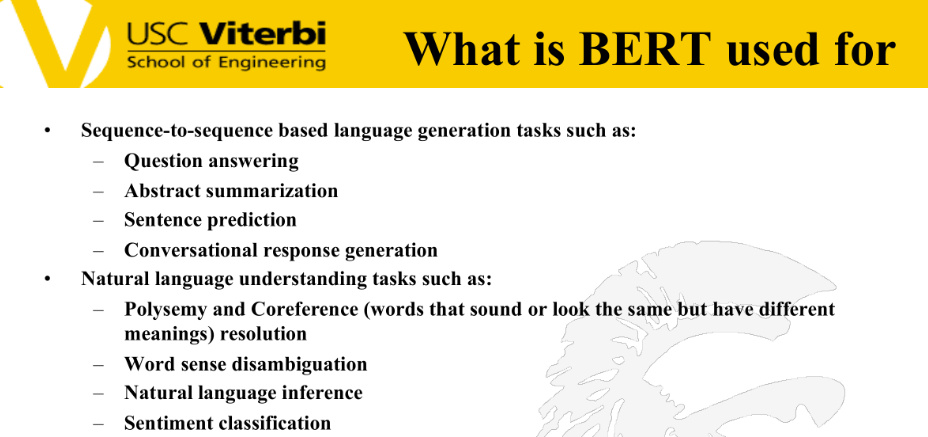 USC Viterbi
School of Engineering
What is BERT used for
• Sequence-to-sequence based language generation tasks such as:
– Question answering
– Abstract summarization
– Sentence prediction
– Conversational response generation
• Natural language understanding tasks such as:
– Polysemy and Coreference (words that sound or look the same but have different
meanings) resolution
– Word sense disambiguation
– Natural language inference
– Sentiment classification